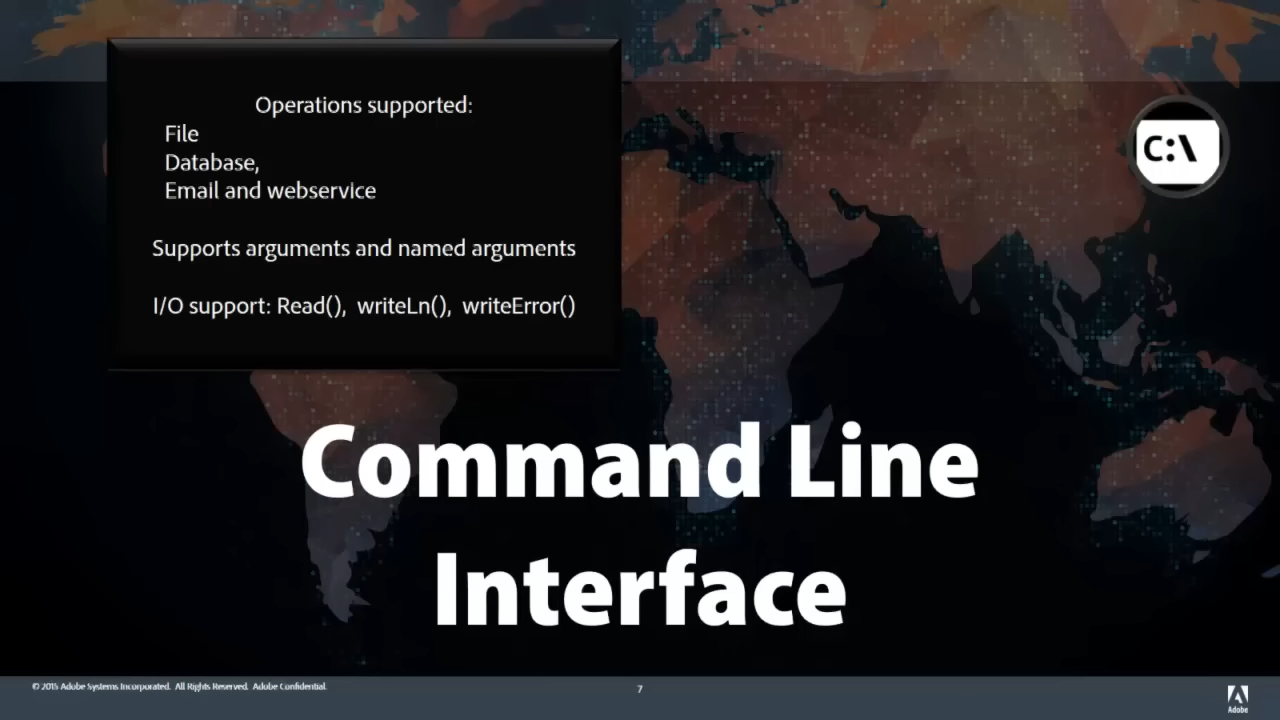 Operations supported:
File
Database,
Email and webservice
Supports arguments and named arguments
I/O support: Read(), writeLn(), writeError()
C:\
Command Line
Interface
© 2015 Adobe Systems Incorporated. All Rights Reserved. Adobe Confidential.
7
Adobe